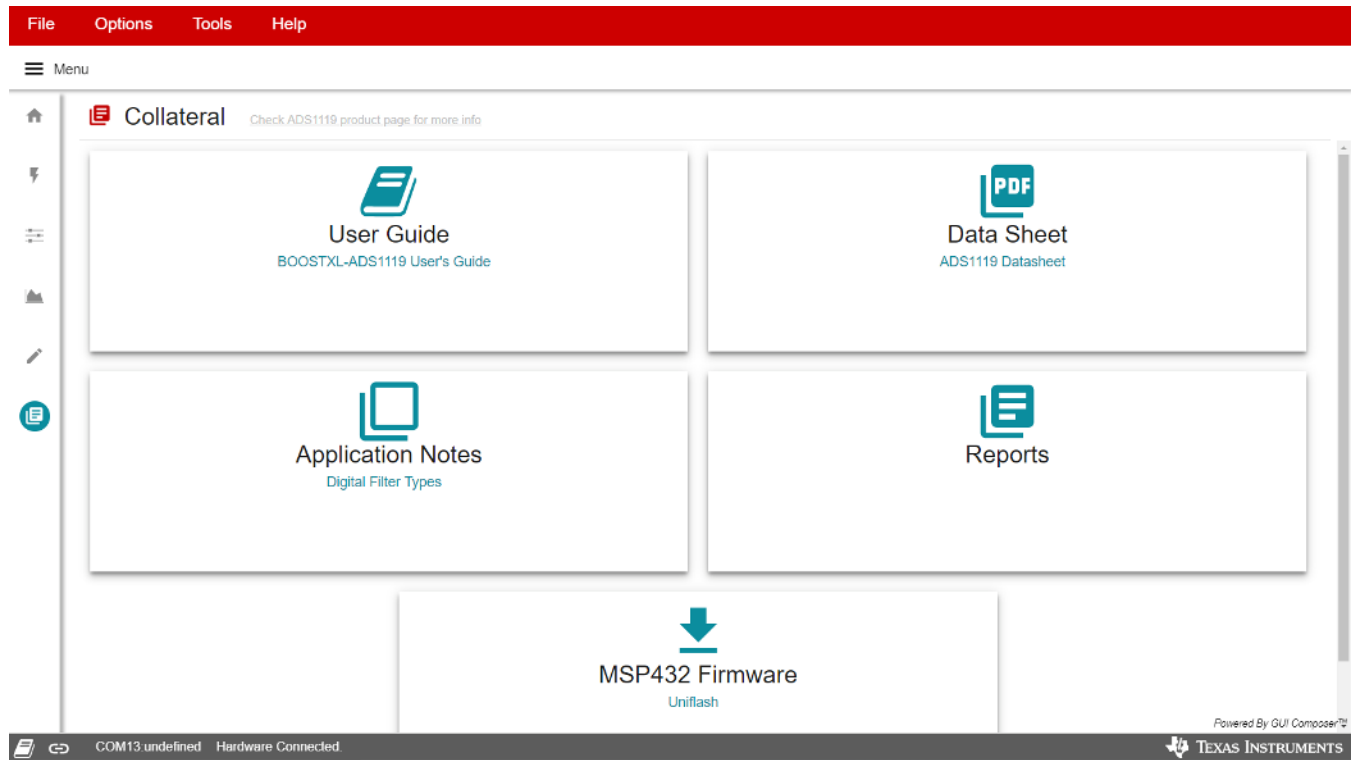 File Options Tools Help
Menu
Collateral Check ADS1119 product page for more info
User Guide
BOOSTXL-ADS1119 User's Guide
PDF
Data Sheet
ADS1119 Datasheet
Application Notes
Digital Filter Types
Reports
MSP432 Firmware
Uniflash
Powered By GUI Composer™
COM13:undefined Hardware Connected. TEXAS INSTRUMENTS